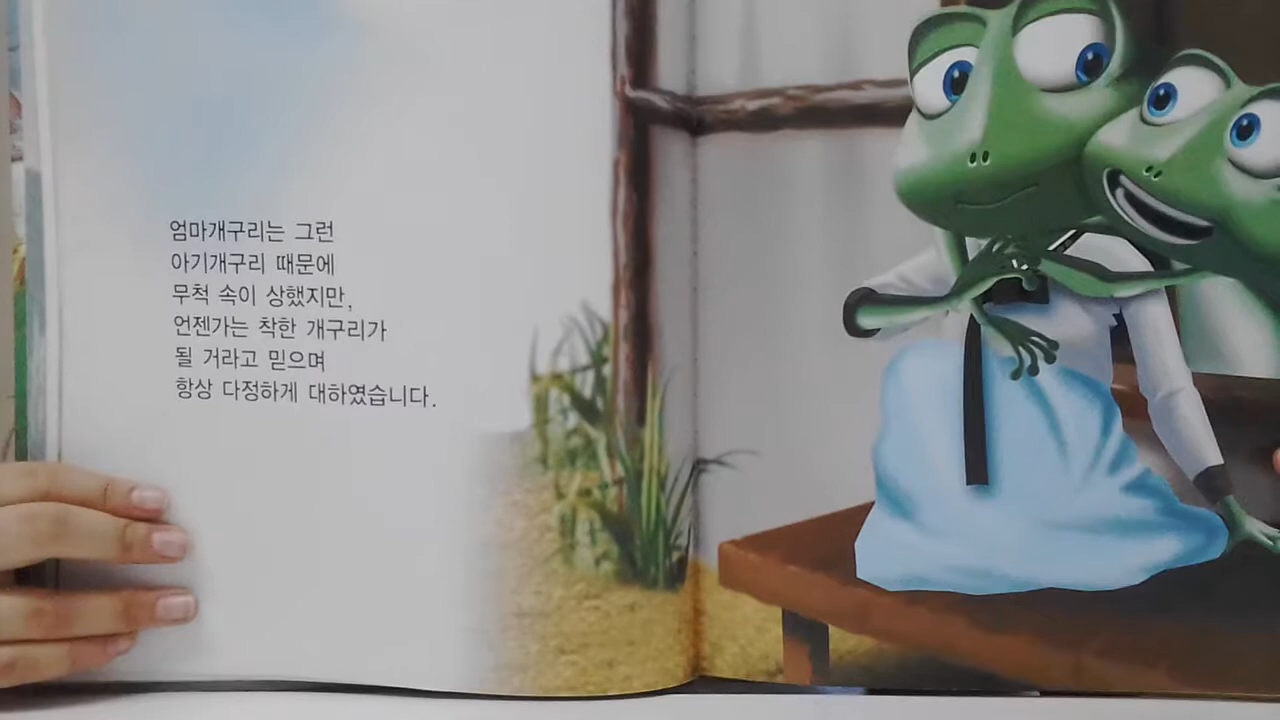 엄마개구리는 그런
아기개구리 때문에
무척 속이 상했지만,
언젠가는 착한 개구리가
될 거라고 믿으며
항상 다정하게 대하였습니다.